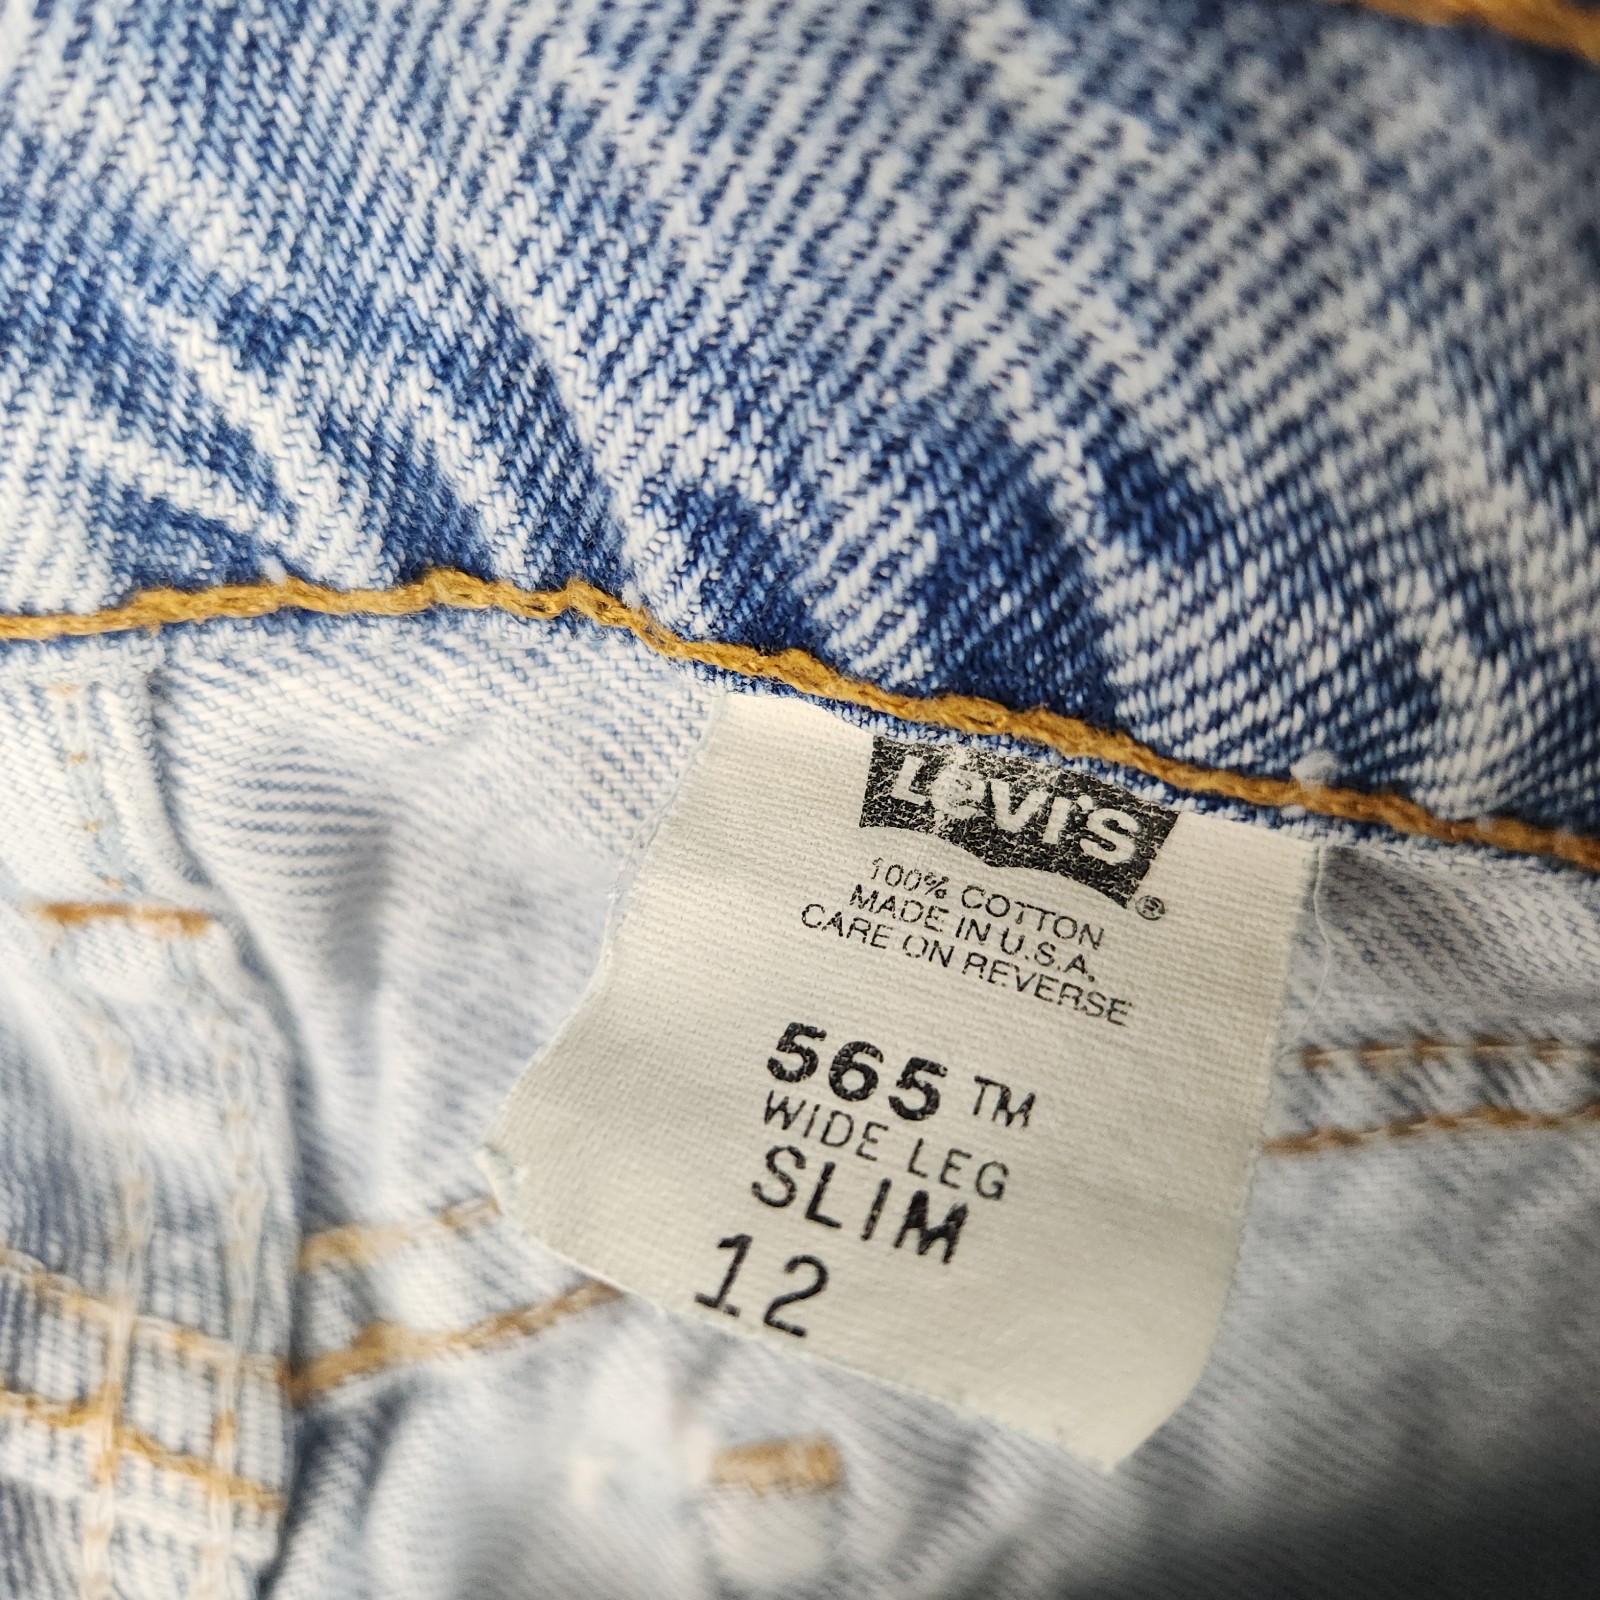 Levi's ®
100% COTTON
MADE IN U.S.A.
CARE ON REVERSE
565 ™
WIDE LEG
SLIM
12